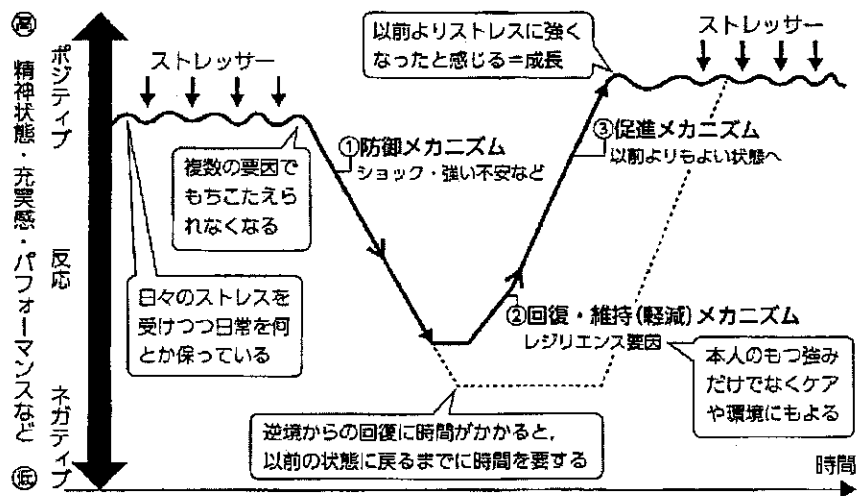 高
精神状態・充実感・パフォーマンスなど
低
ポジティブ
反応
ネガティブ
ストレッサー
複数の要因で
もちこたえら
れなくなる
日々のストレスを
受けつつ日常を何
とか保っている
①防御メカニズム
ショック・強い不安など
以前よりストレスに強く
なったと感じる=成長
ストレッサー
③促進メカニズム
以前よりもよい状態へ
②回復・維持(軽減)メカニズム
レジリエンス要因
本人のもつ強み
だけでなくケア
や環境にもよる
逆境からの回復に時間がかかると,
以前の状態に戻るまでに時間を要する
時間